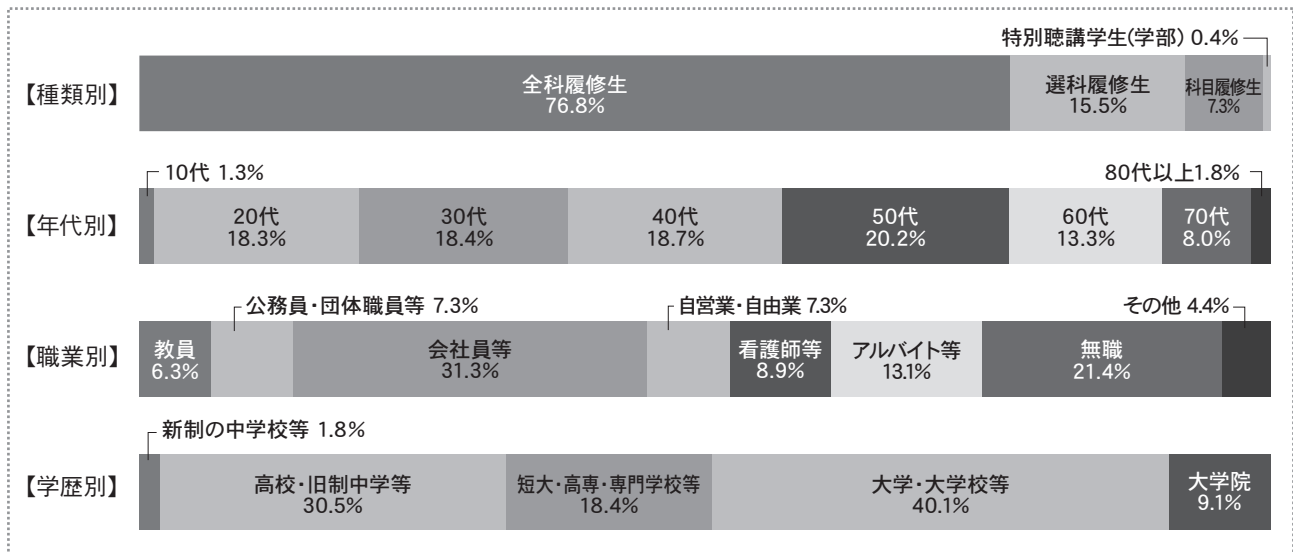 特別聴講学生(学部) 0.4%
【種類別】
全科履修生
76.8%
選科履修生
15.5%
科目履修生
7.3%
10代 1.3%
80代以上1.8%
【年代別】
20代
18.3%
30代
18.4%
40代
18.7%
50代
20.2%
60代
13.3%
70代
8.0%
公務員・団体職員等 7.3%
自営業・自由業 7.3%
その他 4.4%
【職業別】
教員
6.3%
会社員等
31.3%
看護師等
8.9%
アルバイト等
13.1%
無職
21.4%
新制の中学校等 1.8%
【学歴別】
高校・旧制中学等
30.5%
短大・高専・専門学校等
18.4%
大学・大学校等
40.1%
大学院
9.1%